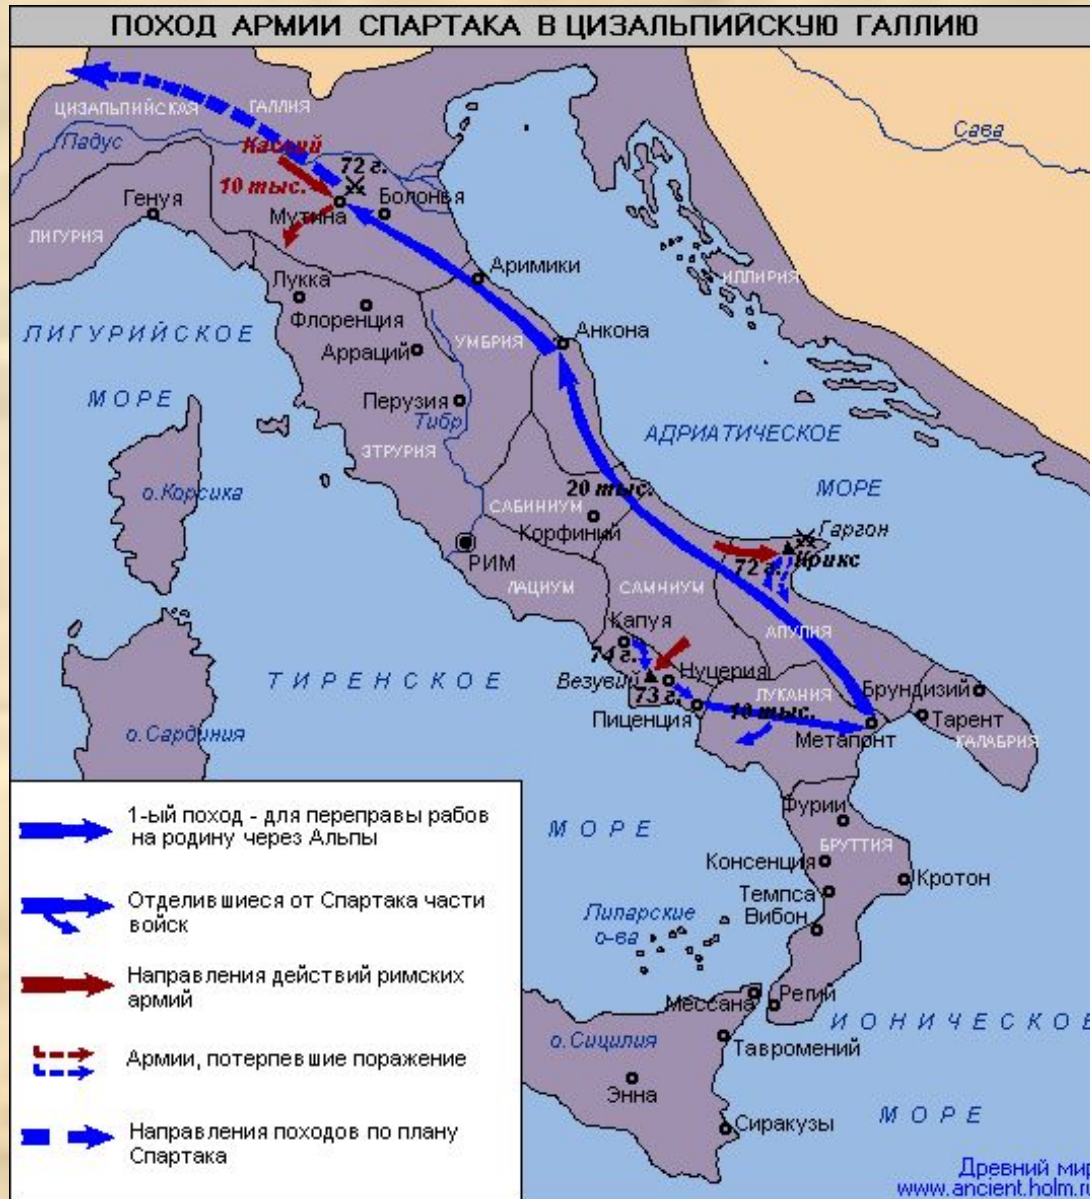 ПОХОД АРМИИ СПАРТАКА В ЦИЗАЛЬПИЙСКУЮ ГАЛЛИЮ
ЦИЗАЛЬПИЙСКАЯ
ГАЛЛИЯ
Сава
Падус
Кассий
72 г.
10 тыс.
Болонья
Генуя
Мутина
ЛИГУРИЯ
Аримики
ИЛЛИРИЯ
Лукка
Флоренция
ЛИГУРИЙСКОЕ
МОРЕ
УМБРИЯ
Анкона
Арраций
Перузия
Тибр
ЭТРУРИЯ
АДРИАТИЧЕСКОЕ
МОРЕ
о.Корсика
20 тыс.
САБИНИУМ
Корфиний
Гаргон
Крикс
72 г.
РИМ
ЛАЦИУМ
САМНИУМ
АПУЛИЯ
Капуя
74 г.
Везувий
Нуцерия
73 г.
ТИРЕНСКОЕ
ЛУКАНИЯ
Брундизий
Пиценция
10 тыс.
Тарент
Метапонт
КАЛАБРИЯ
о.Сардиния
Фурии
МОРЕ
БРУТТИЯ
Консенция
Кротон
Темпса
Вибон
Липарские
о-ва
Мессана
Регий
ИОНИЧЕСКОЕ
о.Сицилия
Тавромений
Энна
МОРЕ
Сиракузы
1-ый поход - для переправы рабов
на родину через Альпы
Отделившиеся от Спартака части
войск
Направления действий римских
армий
Армии, потерпевшие поражение
Направления походов по плану
Спартака
Древний мир
www.ancient.holm.ru